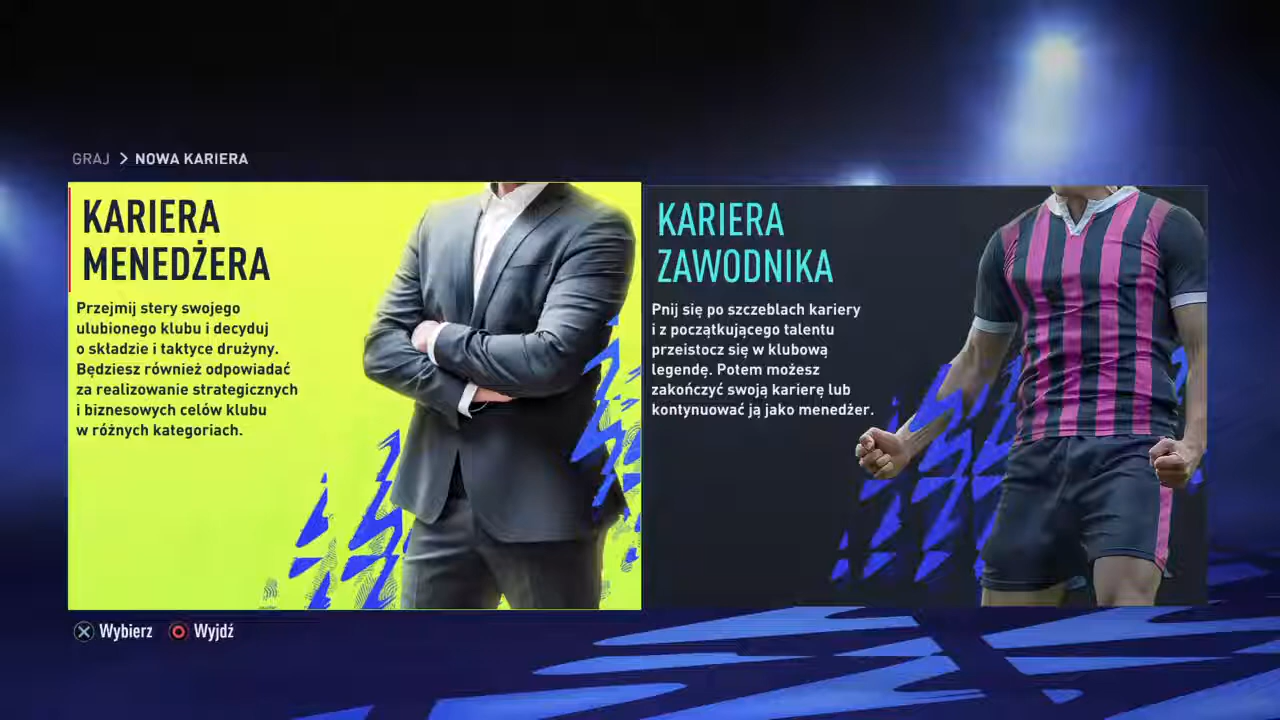 GRAJ > NOWA KARIERA
KARIERA
MENEDŻERA
Przejmij stery swojego
ulubionego klubu i decyduj
o składzie i taktyce drużyny.
Będziesz również odpowiadać
za realizowanie strategicznych
i biznesowych celów klubu
w różnych kategoriach.
KARIERA
ZAWODNIKA
Pnij się po szczeblach kariery
i z początkującego talentu
przeistocz się w klubową
legendę. Potem możesz
zakończyć swoją karierę lub
kontynuować ją jako menedżer.
Wybierz Wyjdź